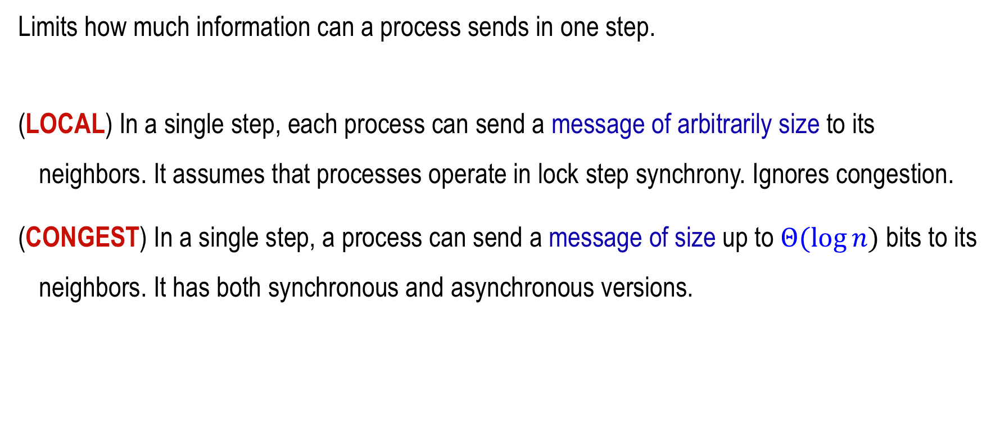 Limits how much information can a process sends in one step.
(LOCAL) In a single step, each process can send a message of arbitrarily size to its
neighbors. It assumes that processes operate in lock step synchrony. Ignores congestion.
(CONGEST) In a single step, a process can send a message of size up to Θ(log n) bits to its
neighbors. It has both synchronous and asynchronous versions.